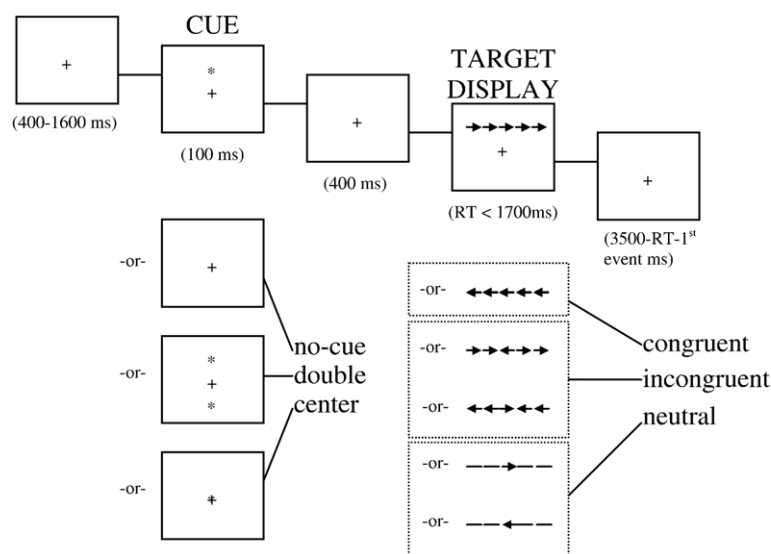 CUE
TARGET
DISPLAY
(400-1600 ms)
(100 ms)
(400 ms)
(RT < 1700ms)
(3500-RT-1st
event ms)
-or-
-or-
-or-
no-cue
double
center
-or-
-or-
-or-
-or-
-or-
congruent
incongruent
neutral